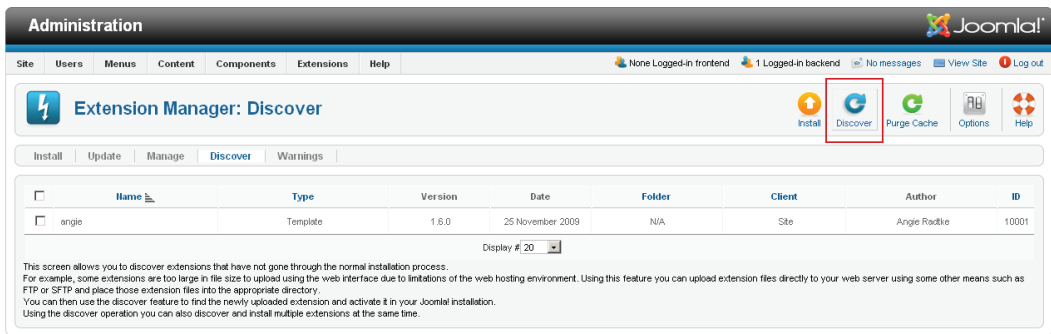 Administration
Joomla!
Site Users Menus Content Components Extensions Help None Logged-in frontend 1 Logged-in backend No messages View Site Log out
Extension Manager: Discover
Install Discover Purge Cache Options Help
Install Update Manage Discover Warnings
Name Type Version Date Folder Client Author ID
angie Template 1.6.0 25 November 2009 N/A Site Angie Radtke 10001
Display # 20
This screen allows you to discover extensions that have not gone through the normal installation process.
For example, some extensions are too large in file size to upload using the web interface due to limitations of the web hosting environment. Using this feature you can upload extension files directly to your web server using some other means such as
FTP or SFTP and place those extension files into the appropriate directory.
You can then use the discover feature to find the newly uploaded extension and activate it in your Joomla! installation.
Using the discover operation you can also discover and install multiple extensions at the same time.